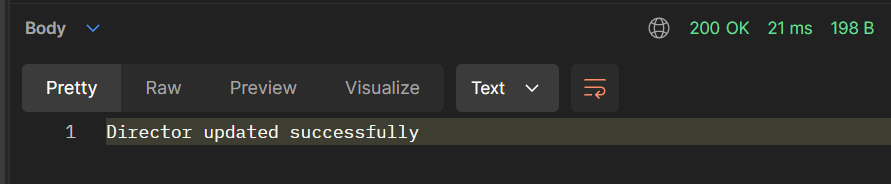 Body 200 OK 21 ms 198 B
Pretty Raw Preview Visualize Text
1 Director updated successfully